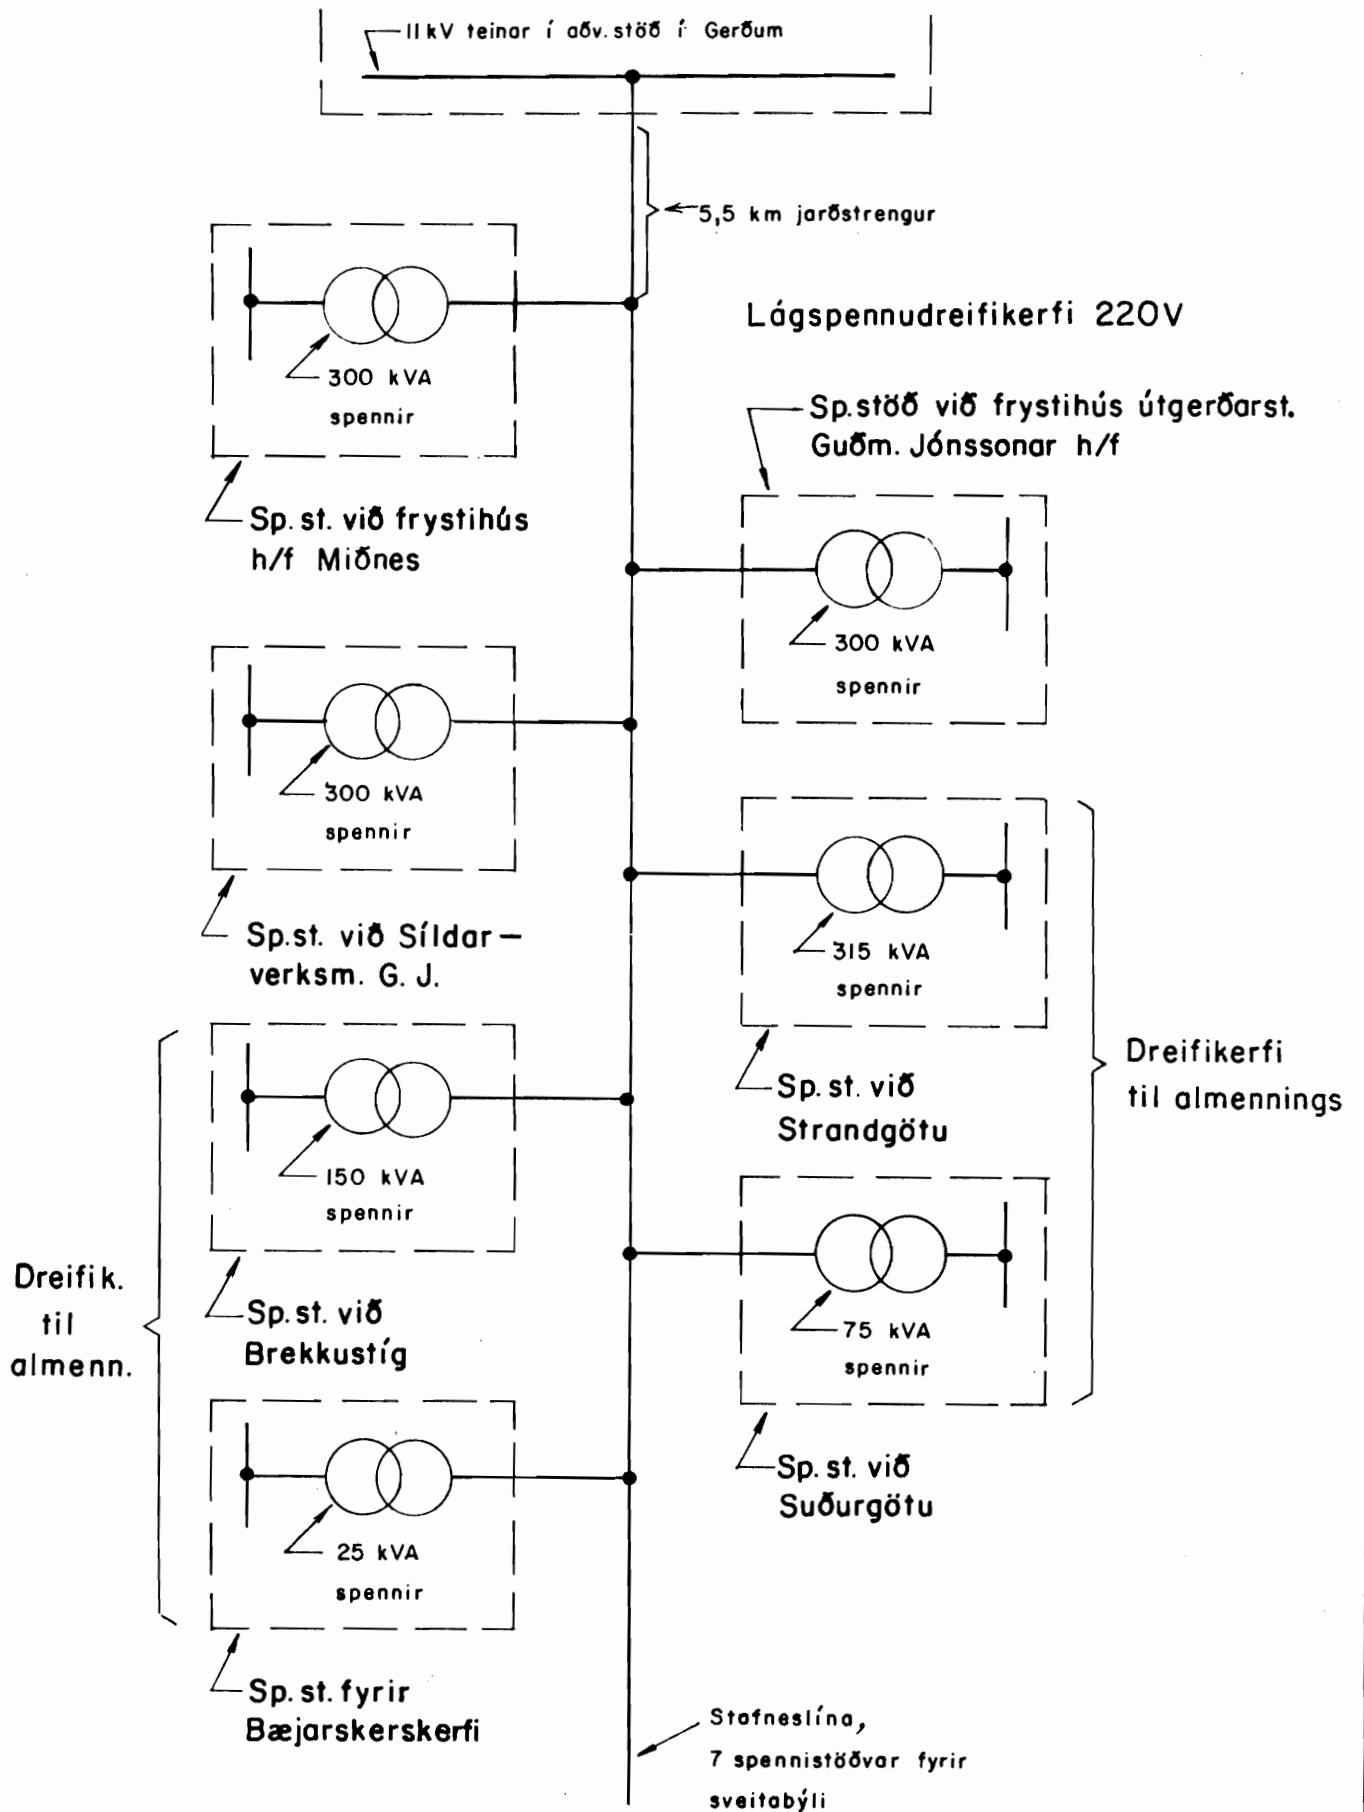 11 kV teinar í aðv. stöð í Gerðum
5,5 km jarðstrengur
Lágspennudreifikerfi 220V
300 kVA
spennir
Sp. st. við frystihús
h/f Miðnes
Sp. stöð við frystihús útgerðarst.
Guðm. Jónssonar h/f
300 kVA
spennir
300 kVA
spennir
Sp. st. við Síldar-
verksm. G. J.
315 kVA
spennir
Sp. st. við
Strandgötu
Dreifikerfi
til almennings
150 kVA
spennir
Sp. st. við
Brekkustíg
Dreifik.
til
almenn.
75 kVA
spennir
Sp. st. við
Suðurgötu
25 kVA
spennir
Sp. st. fyrir
Bæjarskerskerfi
Stafneslína,
7 spennistöðvar fyrir
sveitabýli